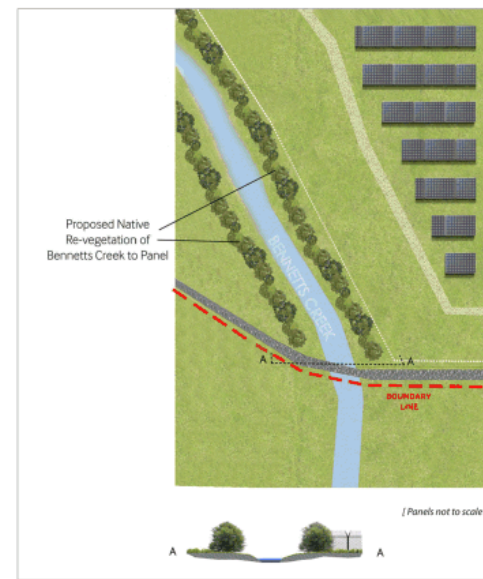 Proposed Native
Re-vegetation of
Bennetts Creek to Panel
BENNETTS CREEK
A A
BOUNDARY
LINE
[ Panels not to scale
A A